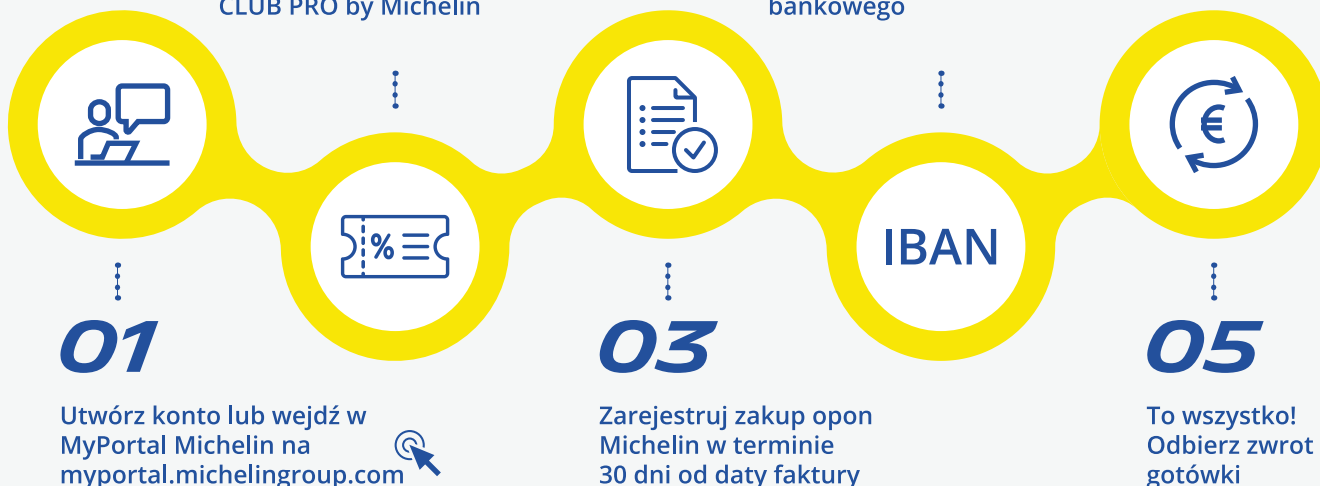 CLUB PRO by Michelin
bankowego
%
€
IBAN
01
Utwórz konto lub wejdź w
MyPortal Michelin na
myportal.michelingroup.com
03
Zarejestruj zakup opon
Michelin w terminie
30 dni od daty faktury
05
To wszystko!
Odbierz zwrot
gotówki